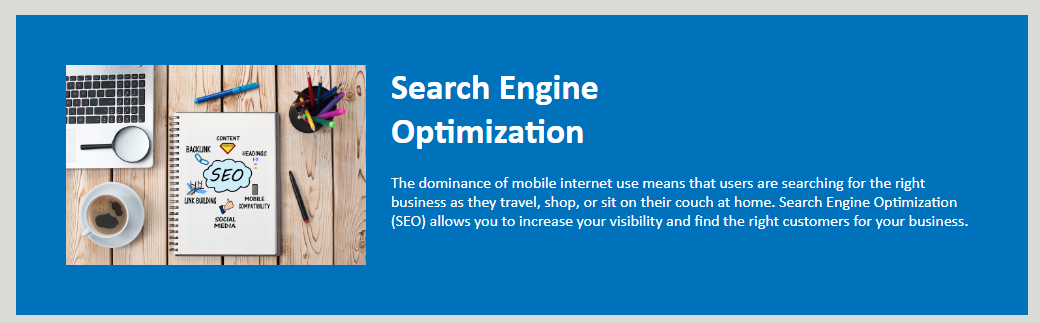 Search Engine
Optimization
The dominance of mobile internet use means that users are searching for the right
business as they travel, shop, or sit on their couch at home. Search Engine Optimization
(SEO) allows you to increase your visibility and find the right customers for your business.
CONTENT
BACKLINK
HEADINGS
SEO
LINK BUILDING
MOBILE
COMPATIBILITY
SOCIAL
MEDIA